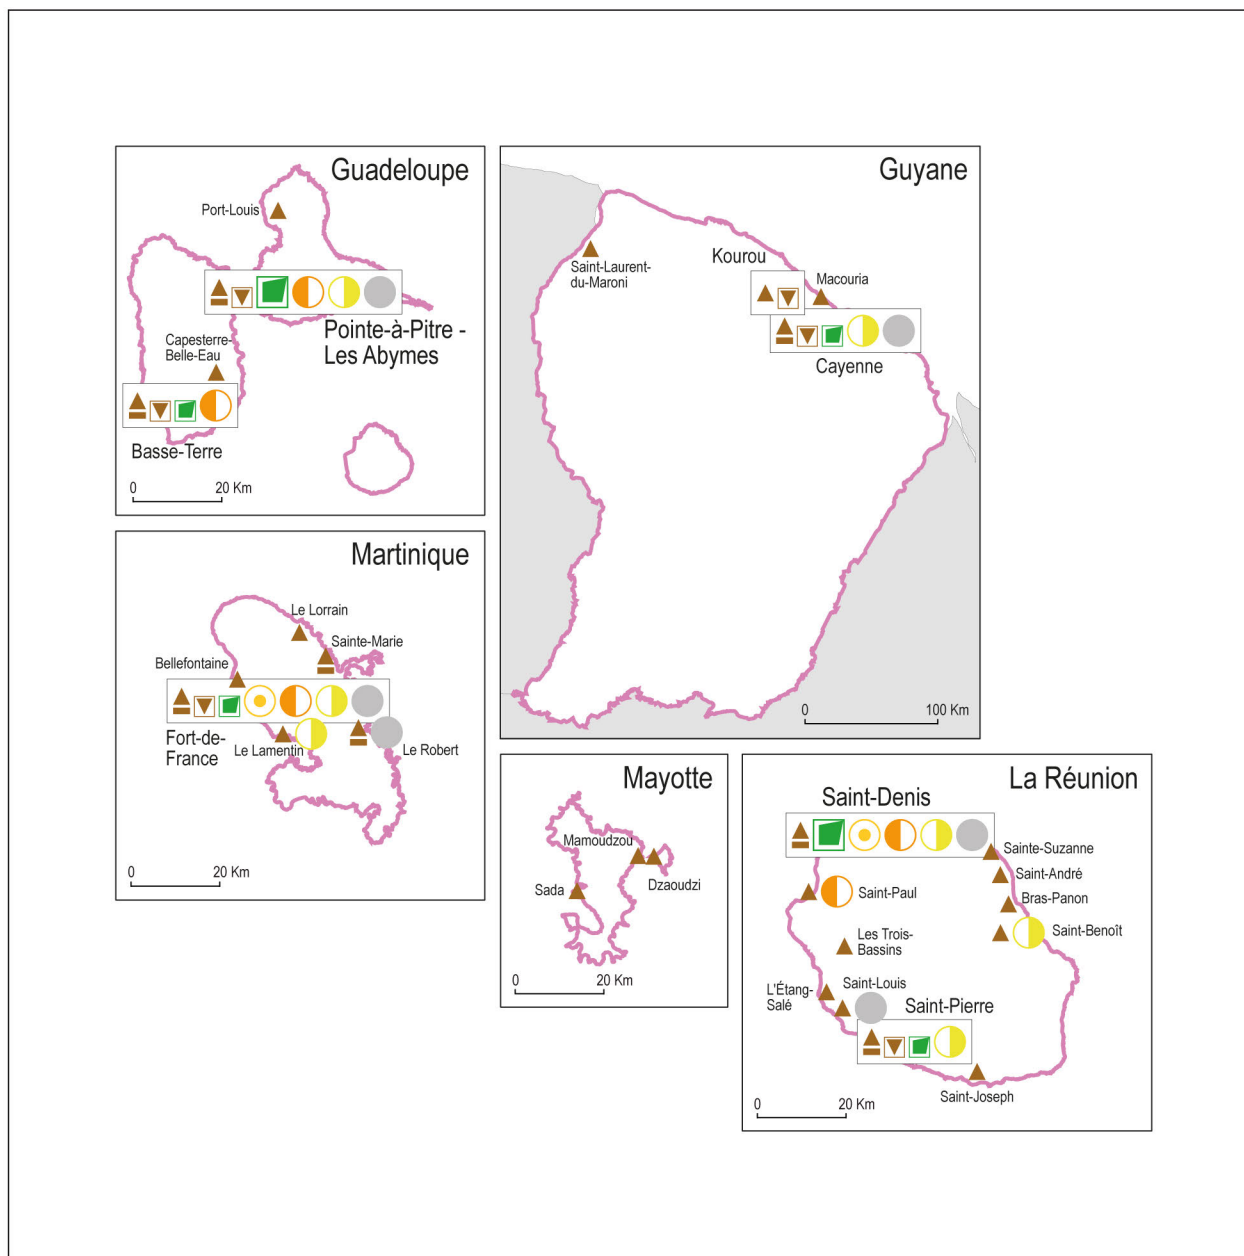 Guadeloupe
Port-Louis
Pointe-à-Pitre -
Les Abymes
Capesterre-
Belle-Eau
Basse-Terre
0 20 Km
Guyane
Saint-Laurent-
du-Maroni
Kourou
Macouria
Cayenne
0 100 Km
Martinique
Le Lorrain
Sainte-Marie
Bellefontaine
Fort-de-
France
Le Lamentin
Le Robert
0 20 Km
Mayotte
Mamoudzou
Dzaoudzi
Sada
0 20 Km
La Réunion
Saint-Denis
Sainte-Suzanne
Saint-André
Bras-Panon
Saint-Benoît
Saint-Paul
Les Trois-
Bassins
L'Étang-
Salé
Saint-Louis
Saint-Pierre
Saint-Joseph
0 20 Km